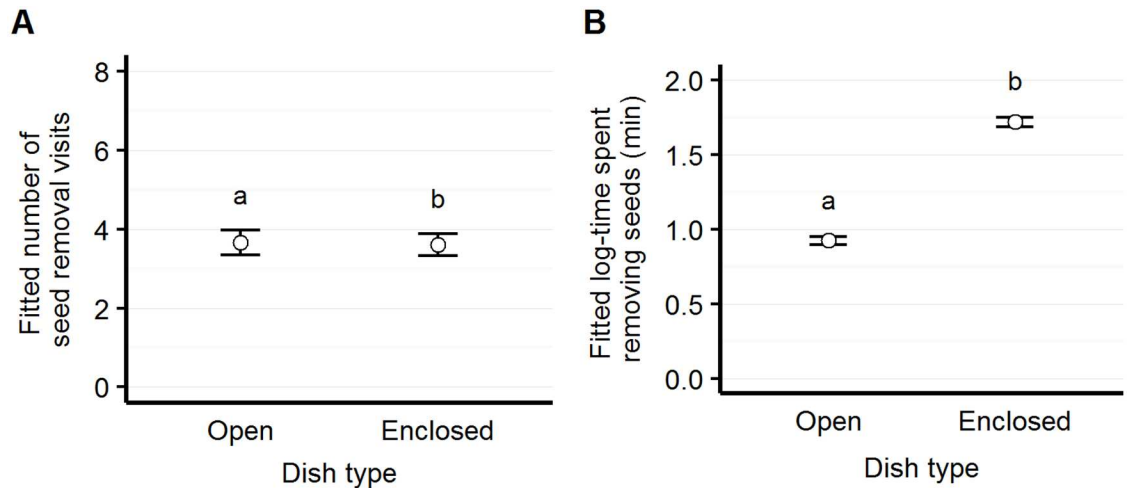 A
Fitted number of
seed removal visits
8
6
4
2
0
a
b
Open
Enclosed
Dish type
B
Fitted log-time spent
removing seeds (min)
2.0
1.5
1.0
0.5
0.0
a
b
Open
Enclosed
Dish type